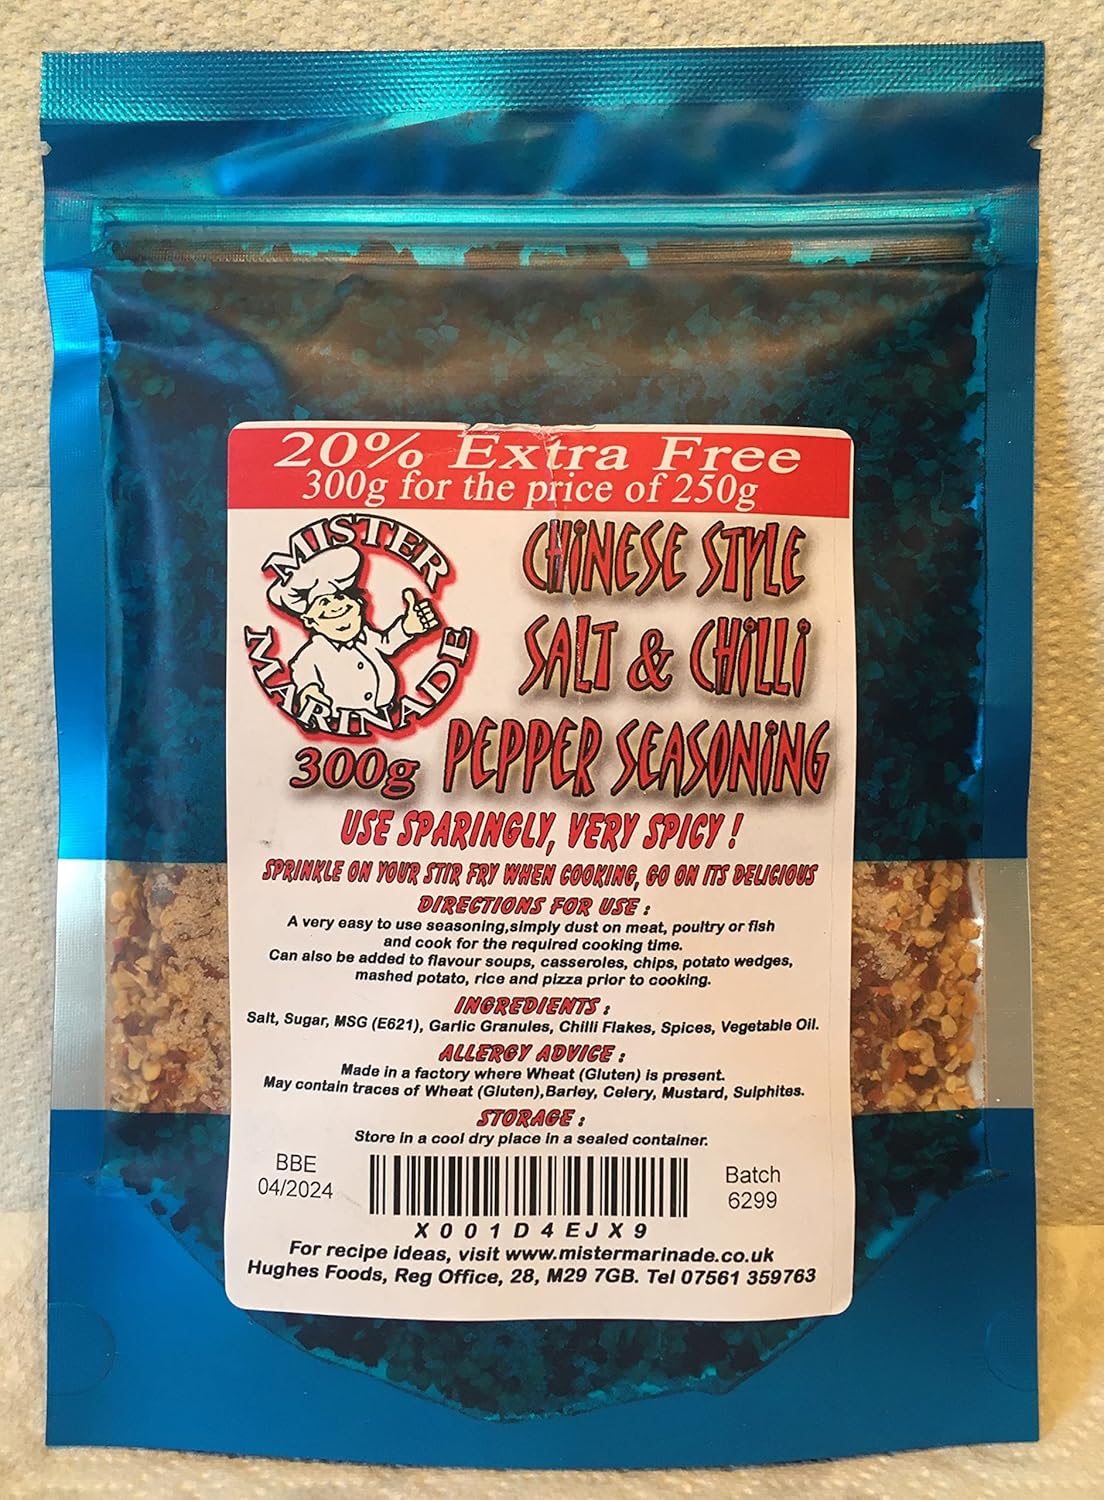 20% Extra Free
300g for the price of 250g
MISTER
MARINADE
300g
CHINESE STYLE
SALT & CHILLI
PEPPER SEASONING
USE SPARINGLY, VERY SPICY !
SPRINKLE ON YOUR STIR FRY WHEN COOKING, GO ON ITS DELICIOUS
DIRECTIONS FOR USE :
A very easy to use seasoning,simply dust on meat, poultry or fish
and cook for the required cooking time.
Can also be added to flavour soups, casseroles, chips, potato wedges,
mashed potato, rice and pizza prior to cooking.
INGREDIENTS :
Salt, Sugar, MSG (E621), Garlic Granules, Chilli Flakes, Spices, Vegetable Oil.
ALLERGY ADVICE :
Made in a factory where Wheat (Gluten) is present.
May contain traces of Wheat (Gluten),Barley, Celery, Mustard, Sulphites.
STORAGE :
Store in a cool dry place in a sealed container.
BBE
04/2024
Batch
6299
X001D4EJX9
For recipe ideas, visit www.mistermarinade.co.uk
Hughes Foods, Reg Office, 28, M29 7GB. Tel 07561 359763